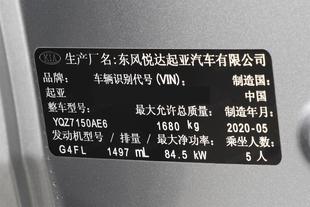 KIA 生产厂名:东风悦达起亚汽车有限公司
品牌: 车辆识别代号(VIN): 制造国:
起亚 中国
整车型号: 最大允许总质量: 制造年月:
YQZ7150AE6 1680 kg 2020-05
发动机型号 / 排量 / 最大净功率: 乘坐人数:
G4FL 1497 mL 84.5 kW 5 人